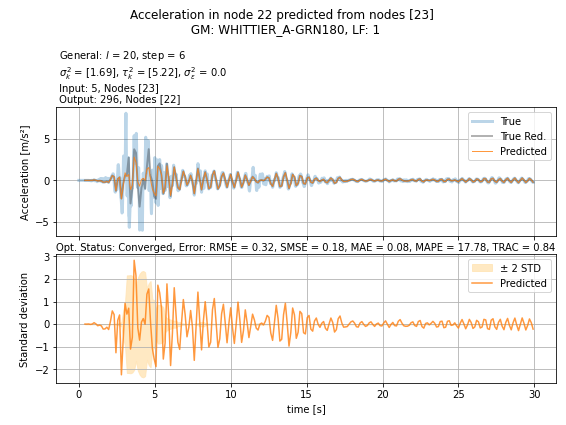 Acceleration in node 22 predicted from nodes [23]
GM: WHITTIER_A-GRN180, LF: 1
General: l = 20, step = 6
σ²ₖ = [1.69], τ²ₖ = [5.22], σ²ε = 0.0
Input: 5, Nodes [23]
Output: 296, Nodes [22]
Acceleration [m/s²]
5
0
−5
True
True Red.
Predicted
Opt. Status: Converged, Error: RMSE = 0.32, SMSE = 0.18, MAE = 0.08, MAPE = 17.78, TRAC = 0.84
Standard deviation
3
2
1
0
−1
−2
± 2 STD
Predicted
0 5 10 15 20 25 30
time [s]